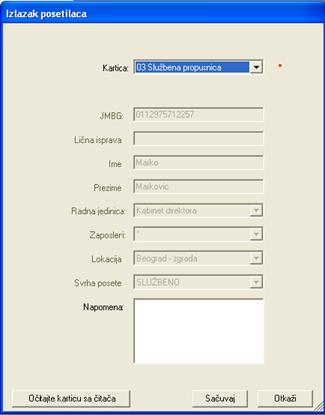 Izlazak posetilaca
Kartica: 03 Službena propusnica *
JMBG: 0112975712257
Lična isprava
Ime Marko
Prezime Markovic
Radna jedinica: Kabinet direktora
Zaposleni: *
Lokacija Beograd - zgrada
Svrha posete SLUŽBENO
Napomena:
Očitajte karticu sa čitača Sačuvaj Otkaži